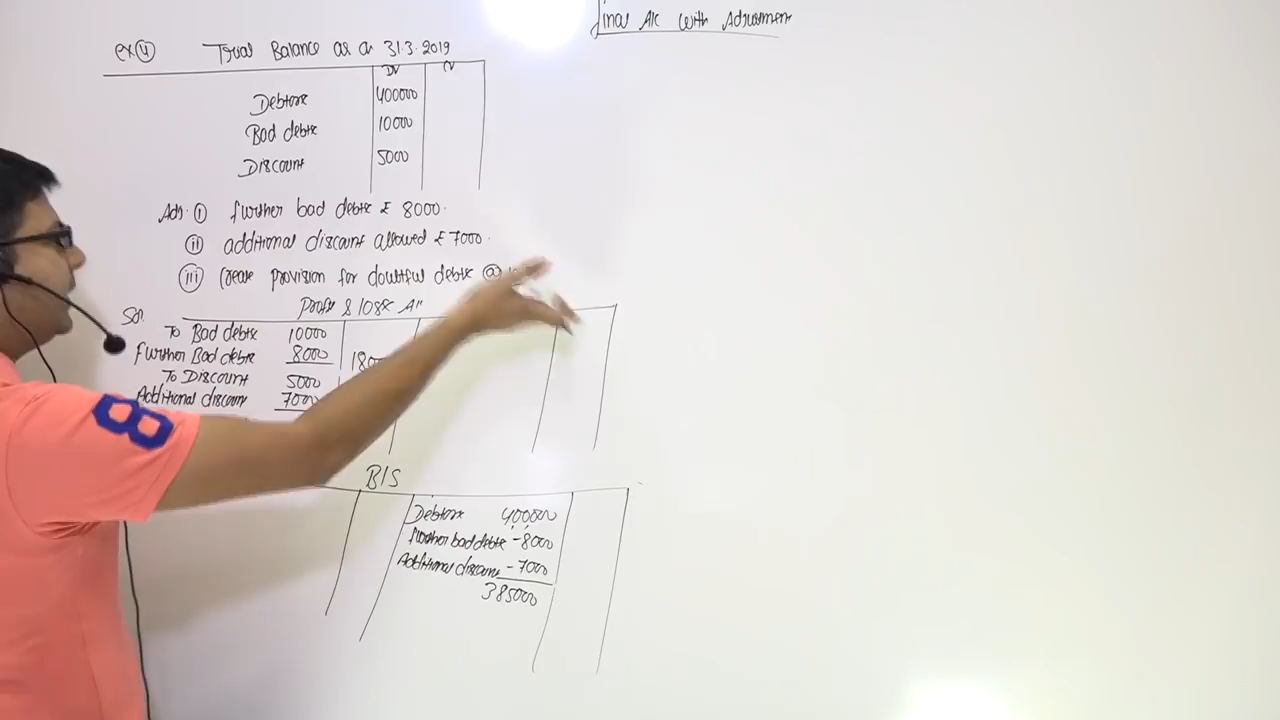 Final A/c with Adjustment
ex 4 Trial Balance as on 31.3.2019
Dr Cr
Debtors 400000
Bad debts 10000
Discount 5000
Adj. i further bad debts ₹ 8000.
ii additional discount allowed ₹ 7000.
iii Create provision for doubtful debts @
Sol. Profit & loss A/c
To Bad debts 10000
Further Bad debts 8000
To Discount 5000
Additional discount 7000
8
B/S
Debtors 400000
further bad debts -8000
Additional discount -7000
385000